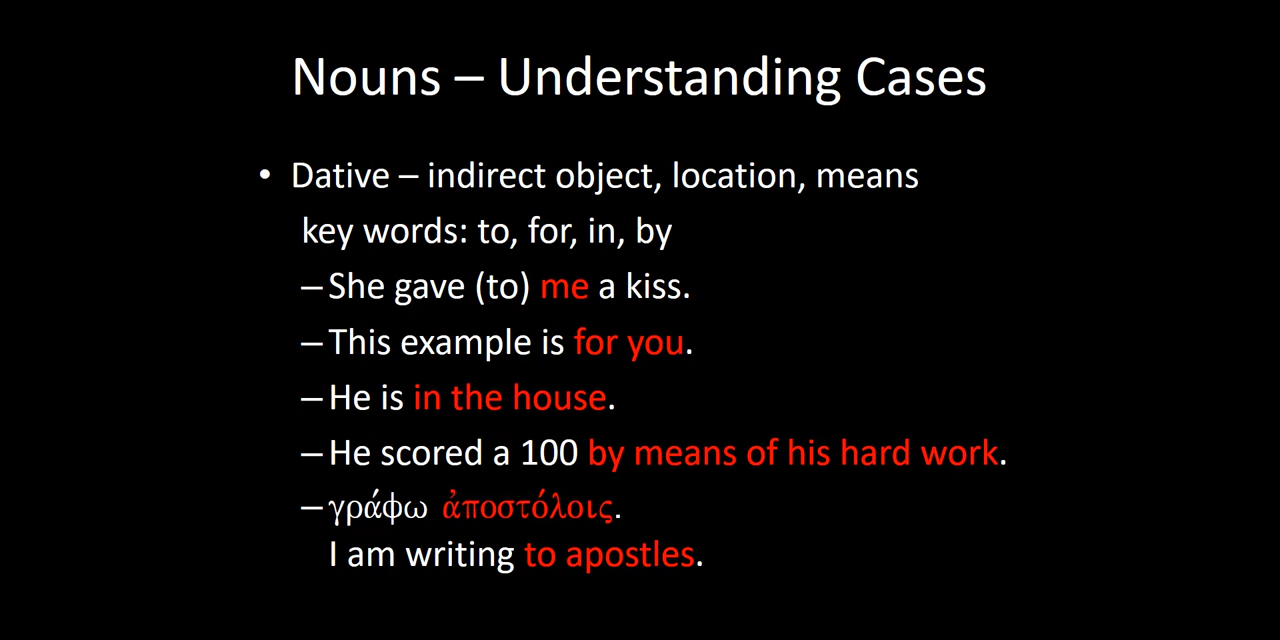 Nouns – Understanding Cases
• Dative – indirect object, location, means
key words: to, for, in, by
– She gave (to) me a kiss.
– This example is for you.
– He is in the house.
– He scored a 100 by means of his hard work.
– γράφω ἀποστόλοις.
I am writing to apostles.